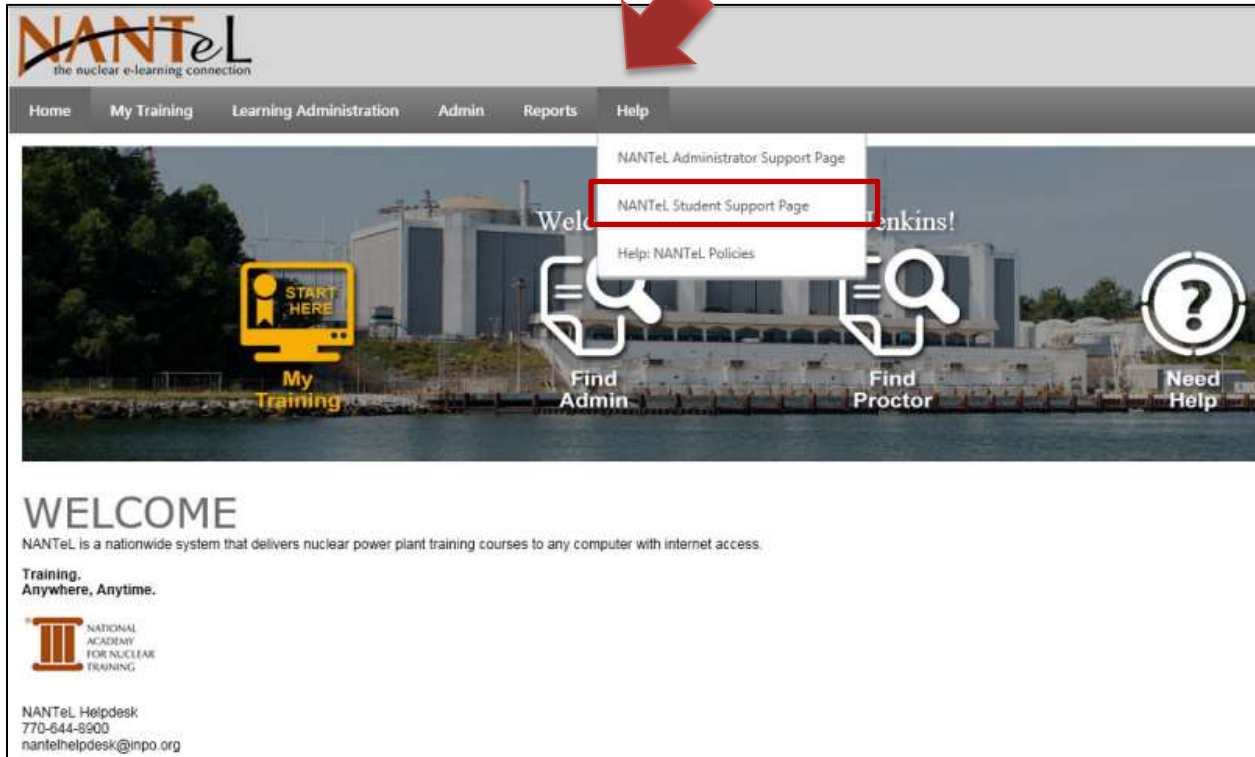 NANTeL
the nuclear e-learning connection
Home My Training Learning Administration Admin Reports Help
NANTeL Administrator Support Page
NANTeL Student Support Page
Help: NANTeL Policies
Jenkins!
START
HERE
My
Training
Find
Admin
Find
Proctor
?
Need
Help
WELCOME
NANTeL is a nationwide system that delivers nuclear power plant training courses to any computer with internet access.
Training.
Anywhere, Anytime.
NATIONAL
ACADEMY
FOR NUCLEAR
TRAINING
NANTeL Helpdesk
770-644-8900
nantelhelpdesk@inpo.org